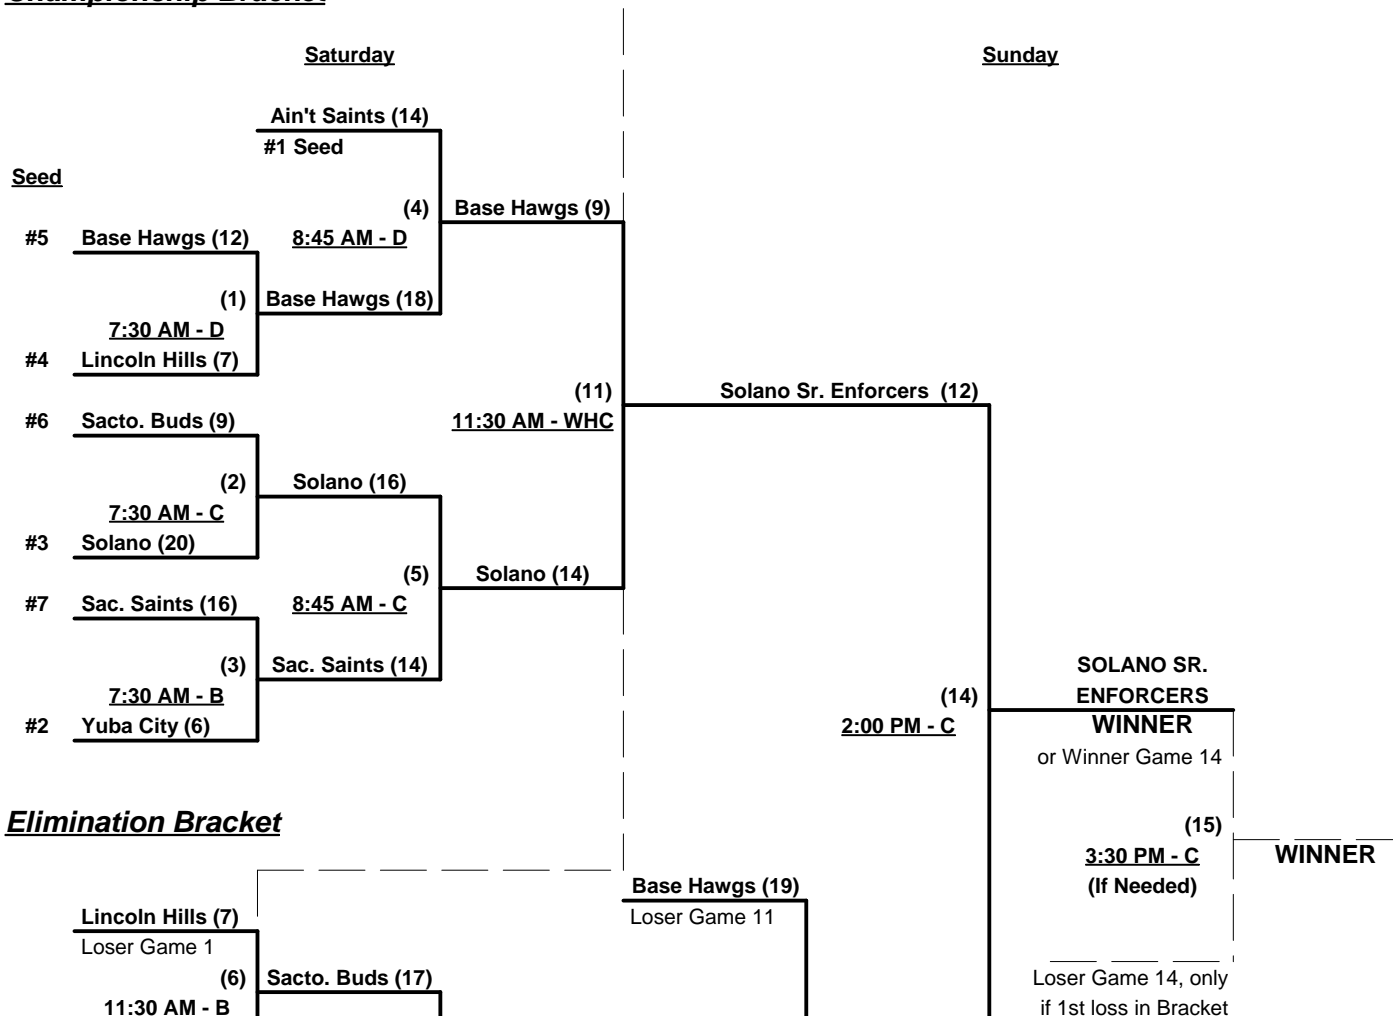 Championship Bracket
Saturday
Sunday
Ain't Saints (14)
#1 Seed
Seed
(4)
Base Hawgs (9)
#5
Base Hawgs (12)
8:45 AM - D
(1)
Base Hawgs (18)
7:30 AM - D
#4
Lincoln Hills (7)
(11)
Solano Sr. Enforcers (12)
#6
Sacto. Buds (9)
11:30 AM - WHC
(2)
Solano (16)
7:30 AM - C
#3
Solano (20)
(5)
Solano (14)
#7
Sac. Saints (16)
8:45 AM - C
(3)
Sac. Saints (14)
SOLANO SR.
7:30 AM - B
(14)
ENFORCERS
#2
Yuba City (6)
2:00 PM - C
WINNER
or Winner Game 14
Elimination Bracket
(15)
3:30 PM - C
WINNER
Base Hawgs (19)
(If Needed)
Lincoln Hills (7)
Loser Game 11
Loser Game 1
(6)
Sacto. Buds (17)
Loser Game 14, only
11:30 AM - B
if 1st loss in Bracket